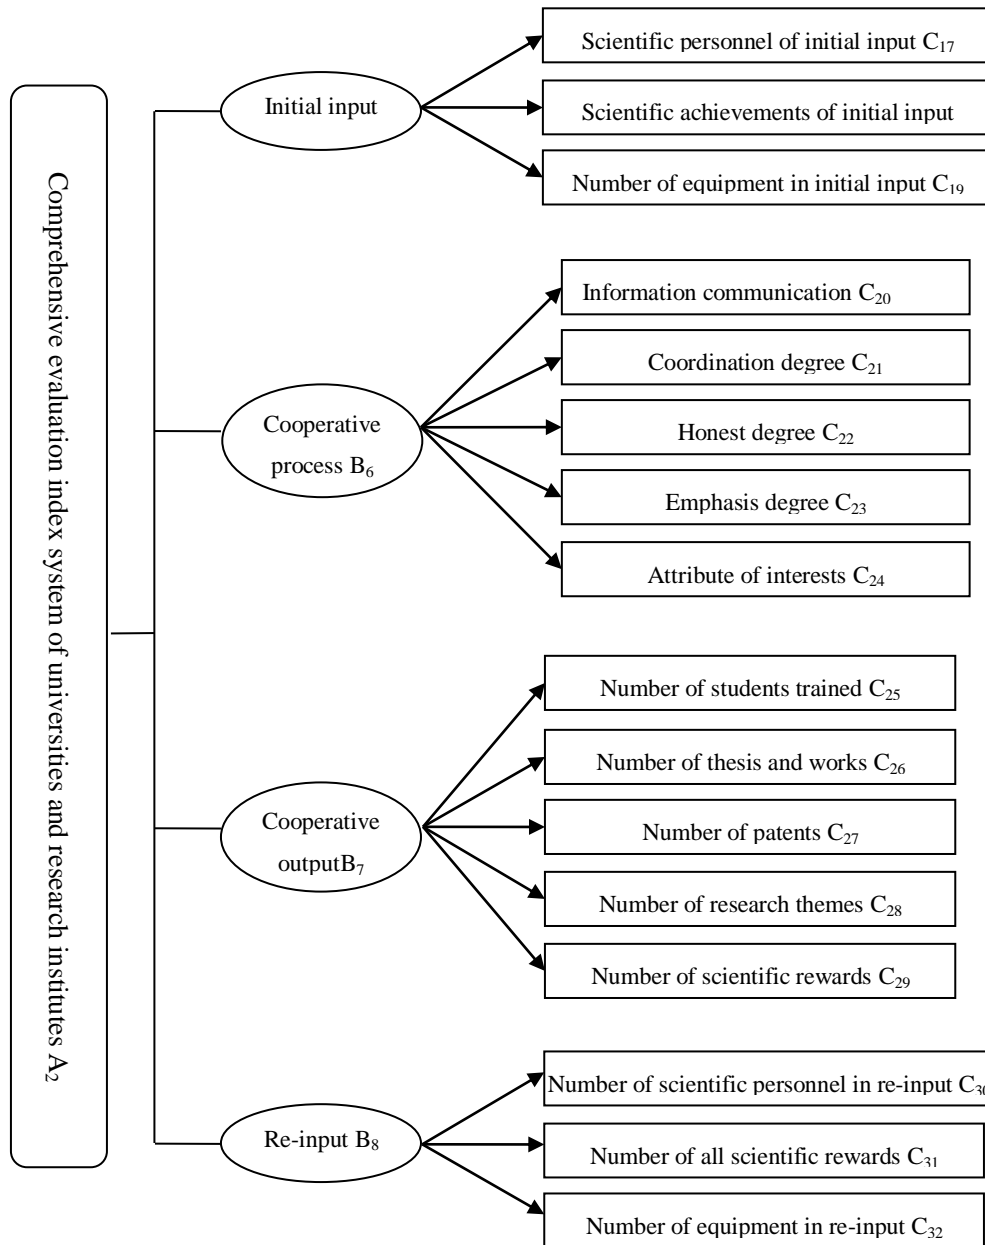 Comprehensive evaluation index system of universities and research institutes A₂
Initial input
Scientific personnel of initial input C₁₇
Scientific achievements of initial input
Number of equipment in initial input C₁₉
Cooperative
process B₆
Information communication C₂₀
Coordination degree C₂₁
Honest degree C₂₂
Emphasis degree C₂₃
Attribute of interests C₂₄
Cooperative
outputB₇
Number of students trained C₂₅
Number of thesis and works C₂₆
Number of patents C₂₇
Number of research themes C₂₈
Number of scientific rewards C₂₉
Re-input B₈
Number of scientific personnel in re-input C₃₀
Number of all scientific rewards C₃₁
Number of equipment in re-input C₃₂